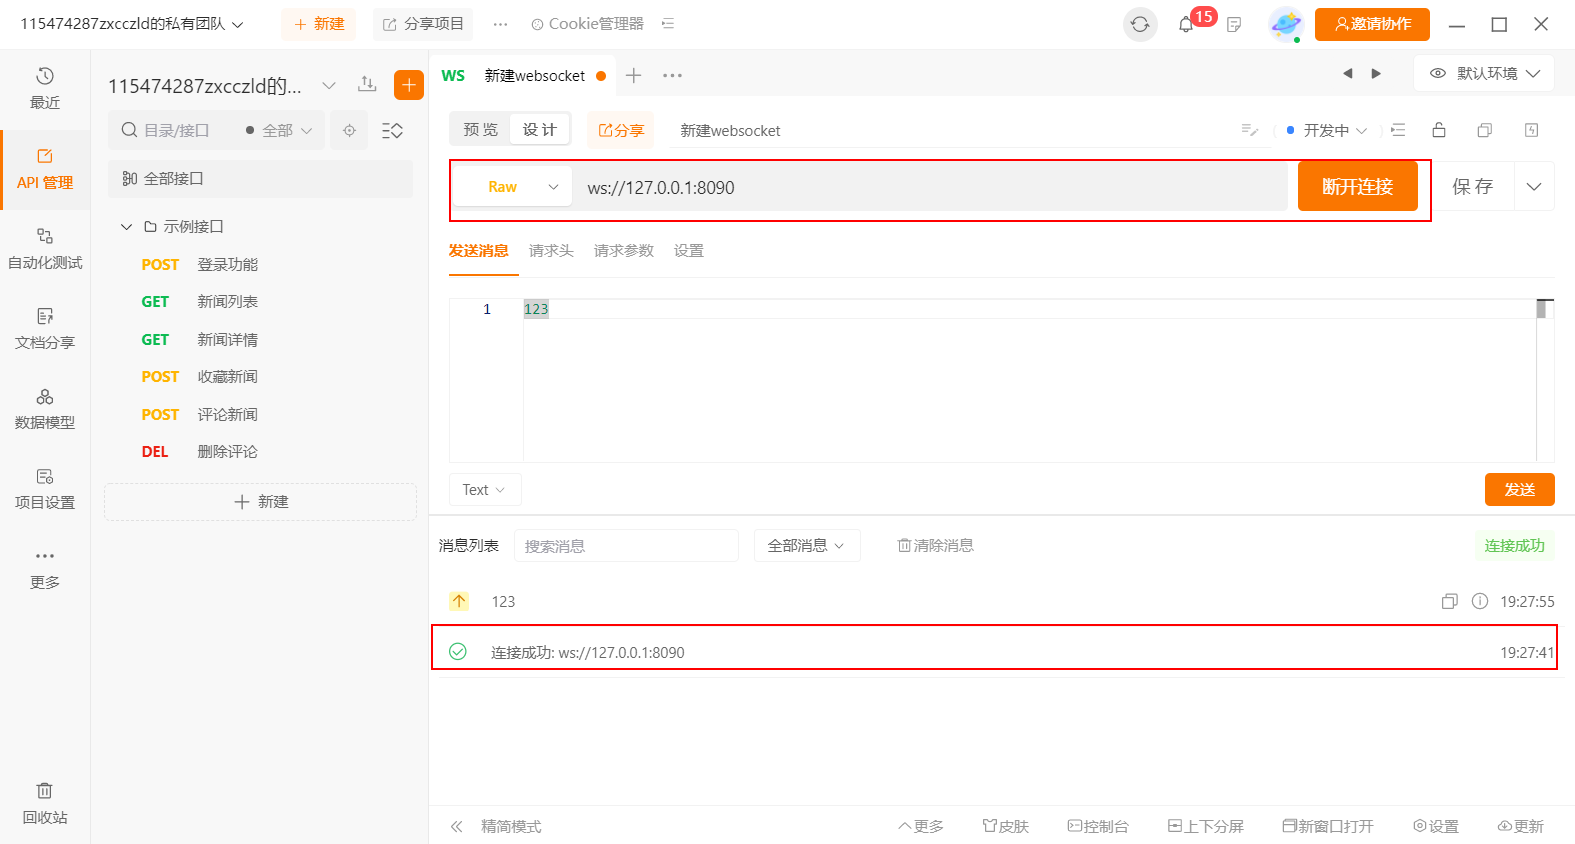 115474287zxcczld的私有团队
新建
分享项目
Cookie管理器
15
邀请协作
最近
API 管理
自动化测试
文档分享
数据模型
项目设置
更多
回收站
115474287zxcczld的...
目录/接口
全部
全部接口
示例接口
POST 登录功能
GET 新闻列表
GET 新闻详情
POST 收藏新闻
POST 评论新闻
DEL 删除评论
新建
WS 新建websocket
默认环境
预览 设计 分享 新建websocket
开发中
Raw ws://127.0.0.1:8090 断开连接 保存
发送消息 请求头 请求参数 设置
1 123
Text 发送
消息列表 搜索消息 全部消息 清除消息 连接成功
123 19:27:55
连接成功: ws://127.0.0.1:8090 19:27:41
精简模式 更多 皮肤 控制台 上下分屏 新窗口打开 设置 更新